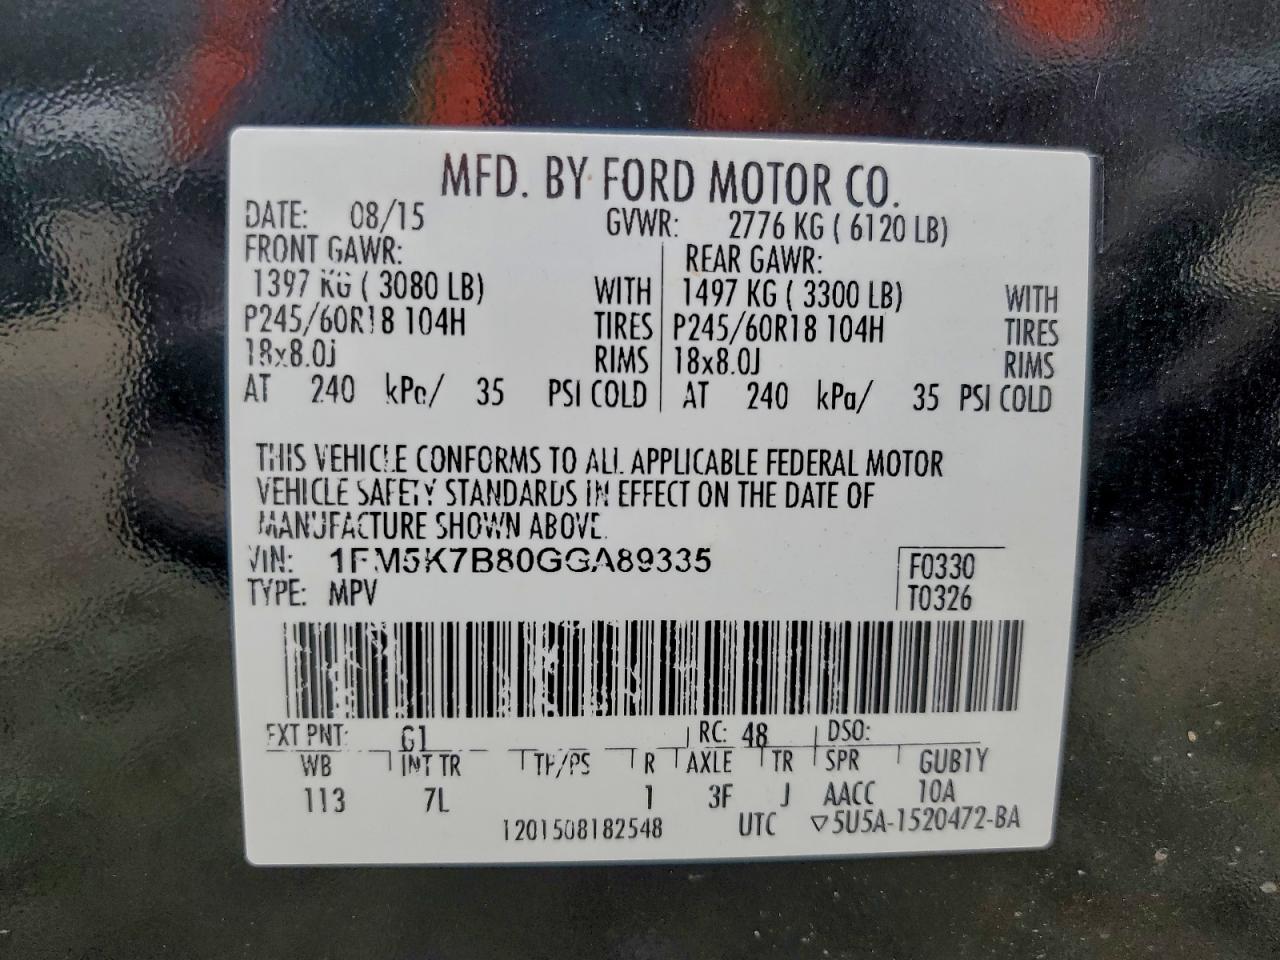 MFD. BY FORD MOTOR CO.
DATE: 08/15 GVWR: 2776 KG ( 6120 LB)
FRONT GAWR: REAR GAWR:
1397 KG ( 3080 LB) WITH 1497 KG ( 3300 LB) WITH
P245/60R18 104H TIRES P245/60R18 104H TIRES
18x8.0J RIMS 18x8.0J RIMS
AT 240 kPa/ 35 PSI COLD AT 240 kPa/ 35 PSI COLD
THIS VEHICLE CONFORMS TO ALL APPLICABLE FEDERAL MOTOR
VEHICLE SAFETY STANDARDS IN EFFECT ON THE DATE OF
MANUFACTURE SHOWN ABOVE.
VIN: 1FM5K7B80GGA89335 F0330
TYPE: MPV T0326
EXT PNT: G1 RC: 48 DSO:
WB INT TR TP/PS R AXLE TR SPR GUB1Y
113 7L 1 3F J AACC 10A
1201508182548 UTC ▽5U5A-1520472-BA